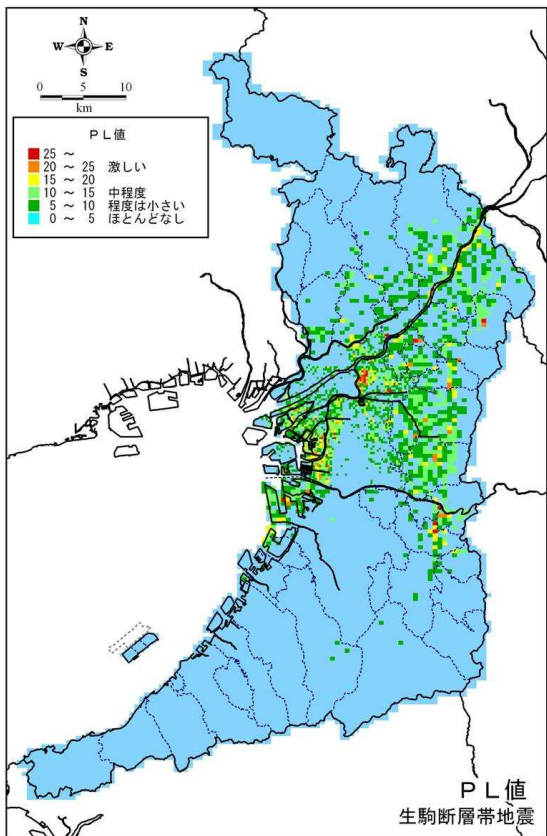 N
W E
S
0 5 10
km
PL値
25 ~
20 ~ 25 激しい
15 ~ 20
10 ~ 15 中程度
5 ~ 10 程度は小さい
0 ~ 5 ほとんどなし
PL値
生駒断層帯地震